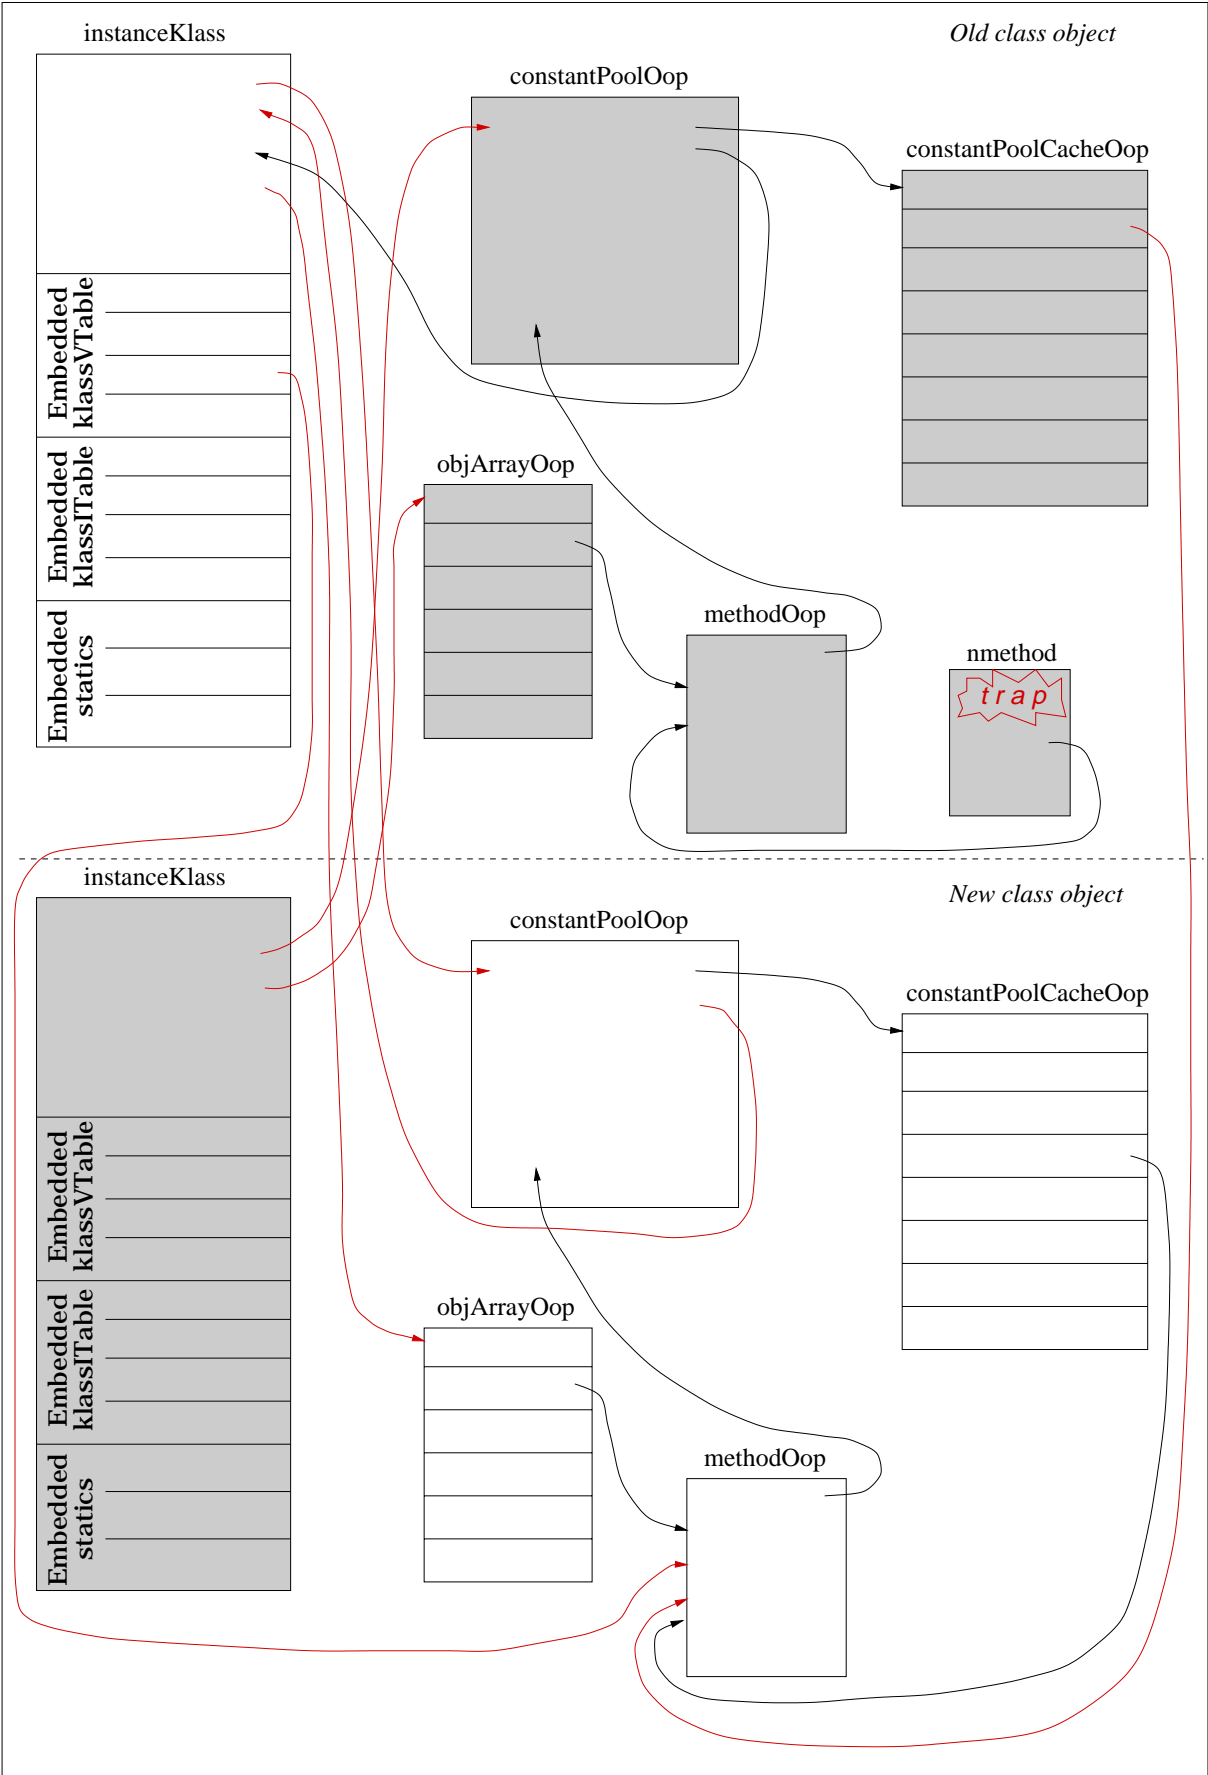 instanceKlass
Old class object
constantPoolOop
constantPoolCacheOop
Embedded
klassVTable
Embedded
klassITable
Embedded
statics
objArrayOop
methodOop
nmethod
trap
instanceKlass
New class object
constantPoolOop
constantPoolCacheOop
Embedded
klassVTable
Embedded
klassITable
Embedded
statics
objArrayOop
methodOop